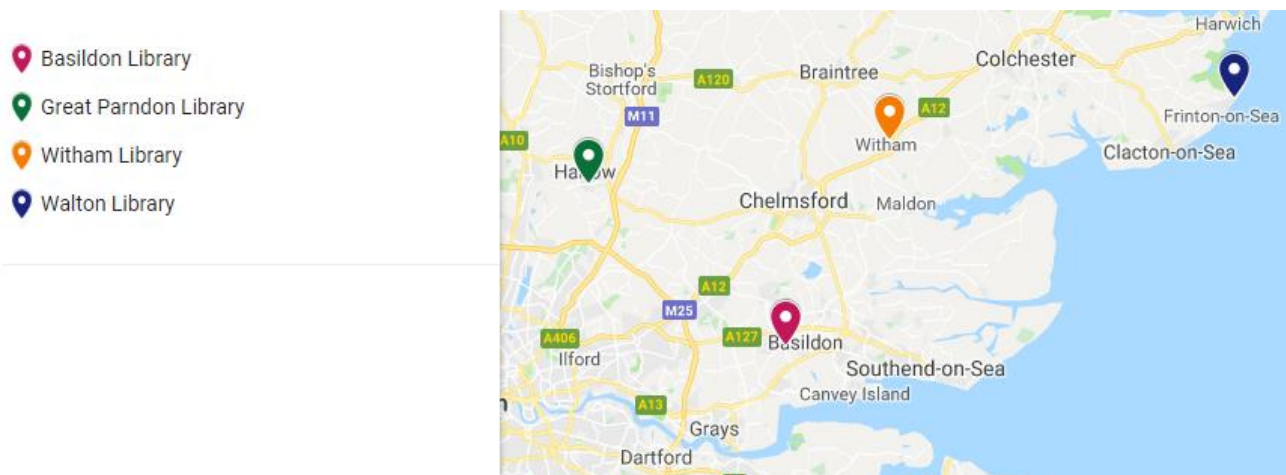 Basildon Library
Great Parndon Library
Witham Library
Walton Library
Harwich
Colchester
Bishop's
Stortford
A120
Braintree
M11
A12
Frinton-on-Sea
A10
Witham
Clacton-on-Sea
Harlow
Chelmsford
Maldon
A12
M25
A127
Basildon
A406
Ilford
Southend-on-Sea
Canvey Island
A13
Grays
Dartford